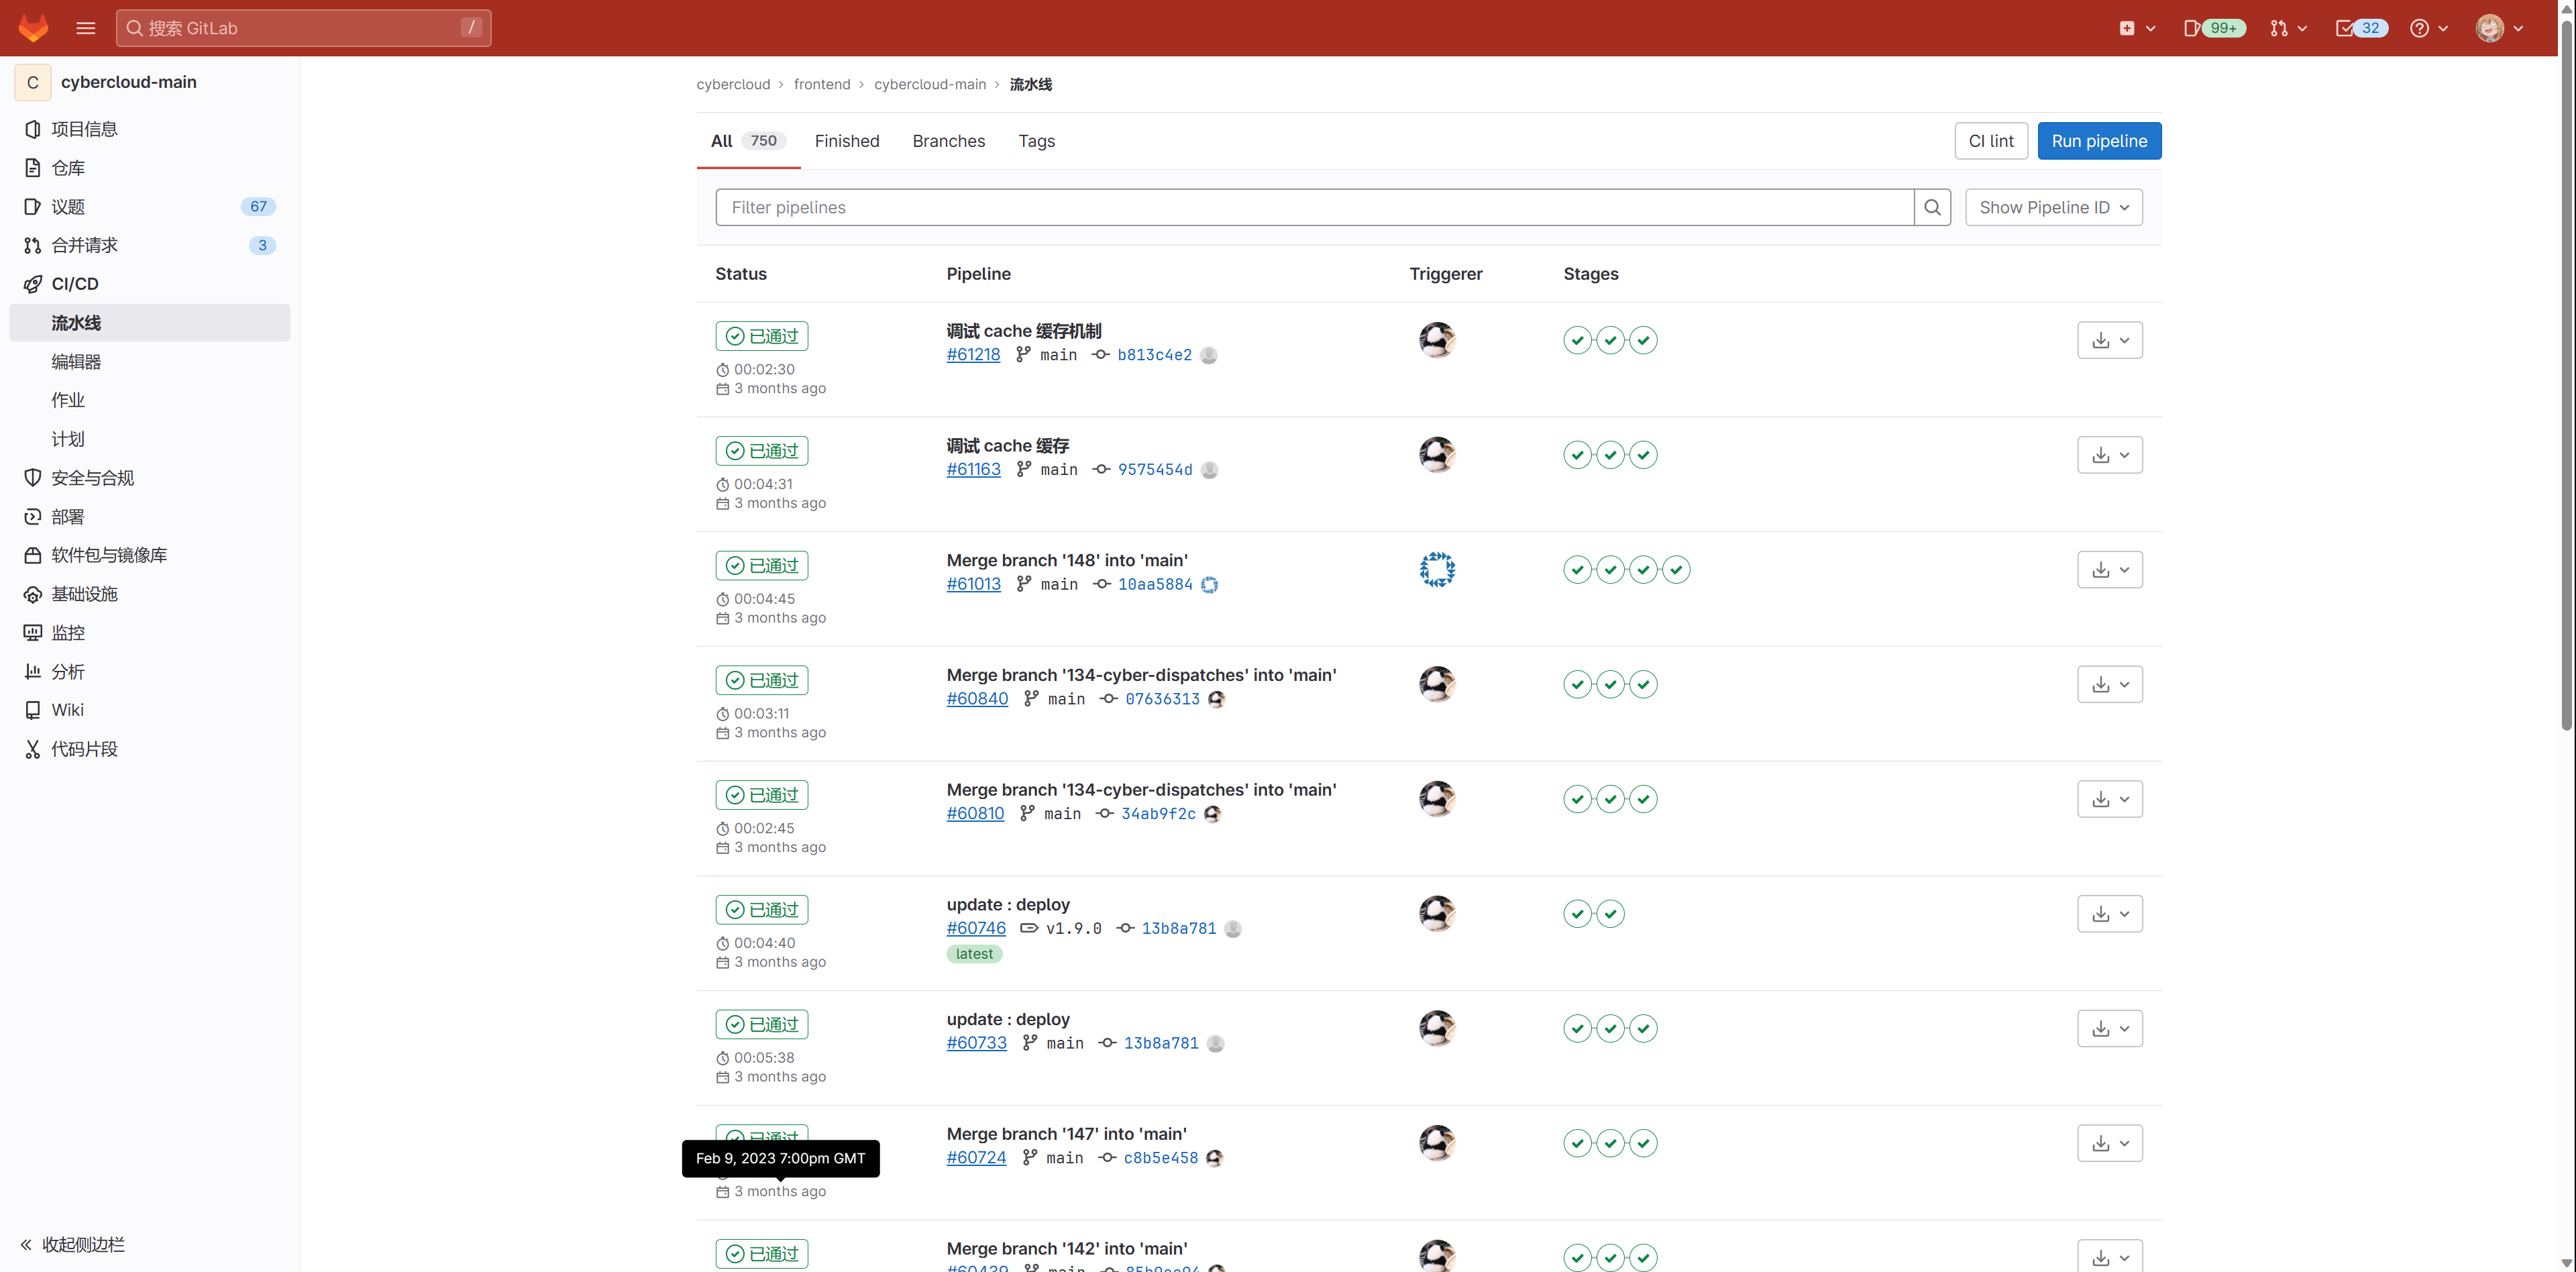 搜索 GitLab /
99+
32
C cybercloud-main
项目信息
仓库
议题 67
合并请求 3
CI/CD
流水线
编辑器
作业
计划
安全与合规
部署
软件包与镜像库
基础设施
监控
分析
Wiki
代码片段
收起侧边栏
cybercloud › frontend › cybercloud-main › 流水线
All 750 Finished Branches Tags CI lint Run pipeline
Filter pipelines Show Pipeline ID
Status Pipeline Triggerer Stages
已通过 调试 cache 缓存机制
#61218 main b813c4e2
00:02:30
3 months ago
已通过 调试 cache 缓存
#61163 main 9575454d
00:04:31
3 months ago
已通过 Merge branch '148' into 'main'
#61013 main 10aa5884
00:04:45
3 months ago
已通过 Merge branch '134-cyber-dispatches' into 'main'
#60840 main 07636313
00:03:11
3 months ago
已通过 Merge branch '134-cyber-dispatches' into 'main'
#60810 main 34ab9f2c
00:02:45
3 months ago
已通过 update : deploy
#60746 v1.9.0 13b8a781
00:04:40
latest
3 months ago
已通过 update : deploy
#60733 main 13b8a781
00:05:38
3 months ago
已通过 Merge branch '147' into 'main'
#60724 main c8b5e458
Feb 9, 2023 7:00pm GMT
3 months ago
已通过 Merge branch '142' into 'main'
main